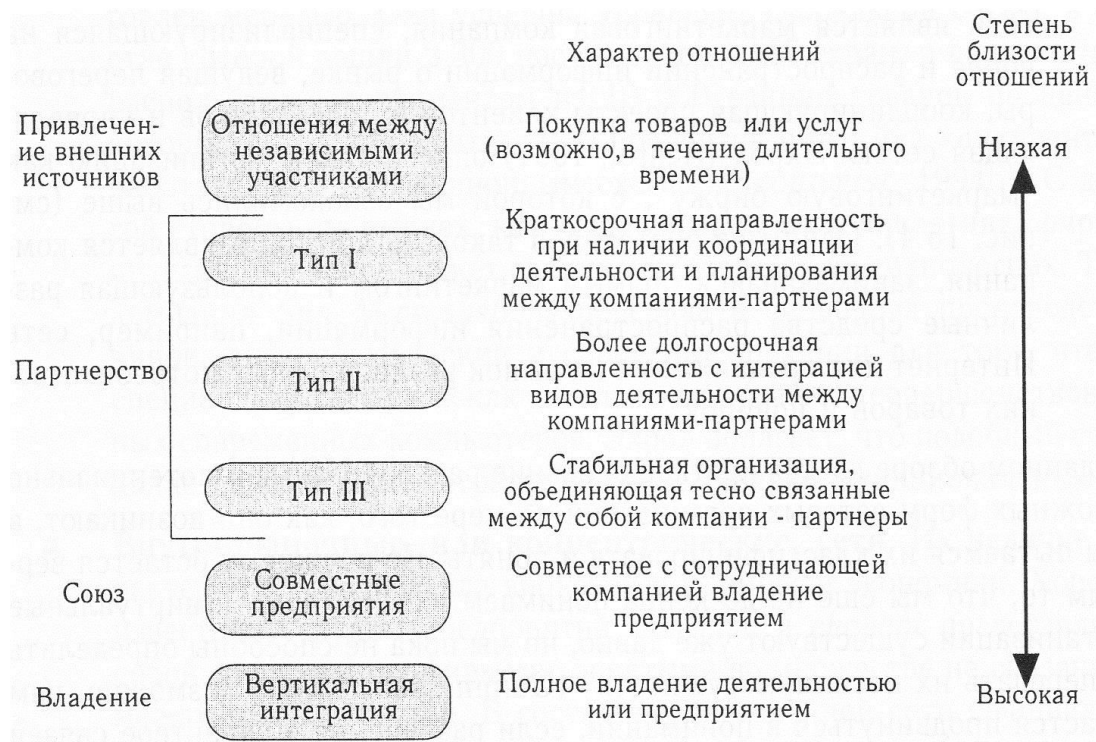 Характер отношений
Степень
близости
отношений
Привлечен-
ие внешних
источников
Отношения между
независимыми
участниками
Покупка товаров или услуг
(возможно,в течение длительного
времени)
Низкая
Тип I
Краткосрочная направленность
при наличии координации
деятельности и планирования
между компаниями-партнерами
Партнерство
Тип II
Более долгосрочная
направленность с интеграцией
видов деятельности между
компаниями-партнерами
Тип III
Стабильная организация,
объединяющая тесно связанные
между собой компании -партнеры
Союз
Совместные
предприятия
Совместное с сотрудничающей
компанией владение
предприятием
Владение
Вертикальная
интеграция
Полное владение деятельностью
или предприятием
Высокая